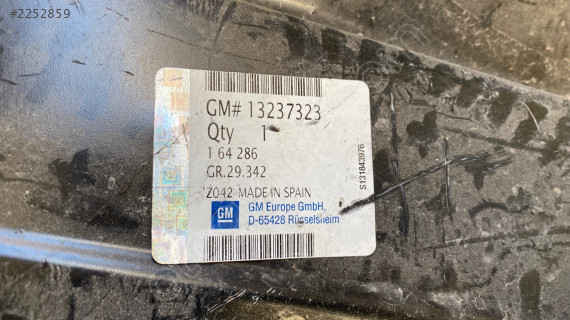 #2252859
GM# 13237323
Qty 1
1 64 286
GR.29.342
Z042 MADE IN SPAIN
GM
GM Europe GmbH,
D-65428 Rüsselsheim
S131843976